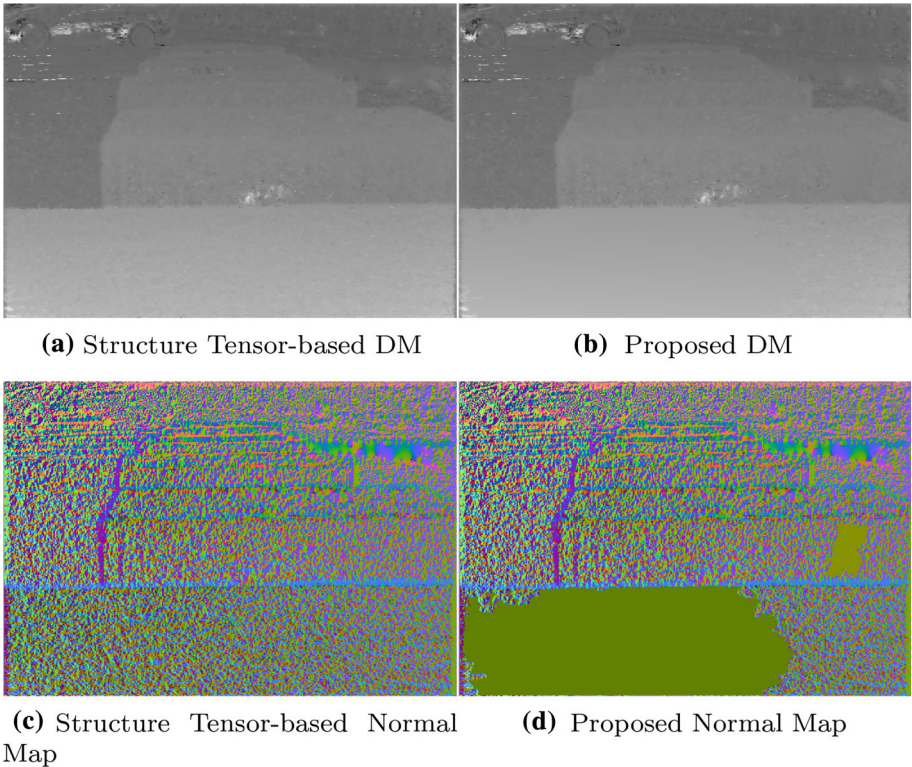 (a) Structure Tensor-based DM
(b) Proposed DM
(c) Structure Tensor-based Normal
Map
(d) Proposed Normal Map